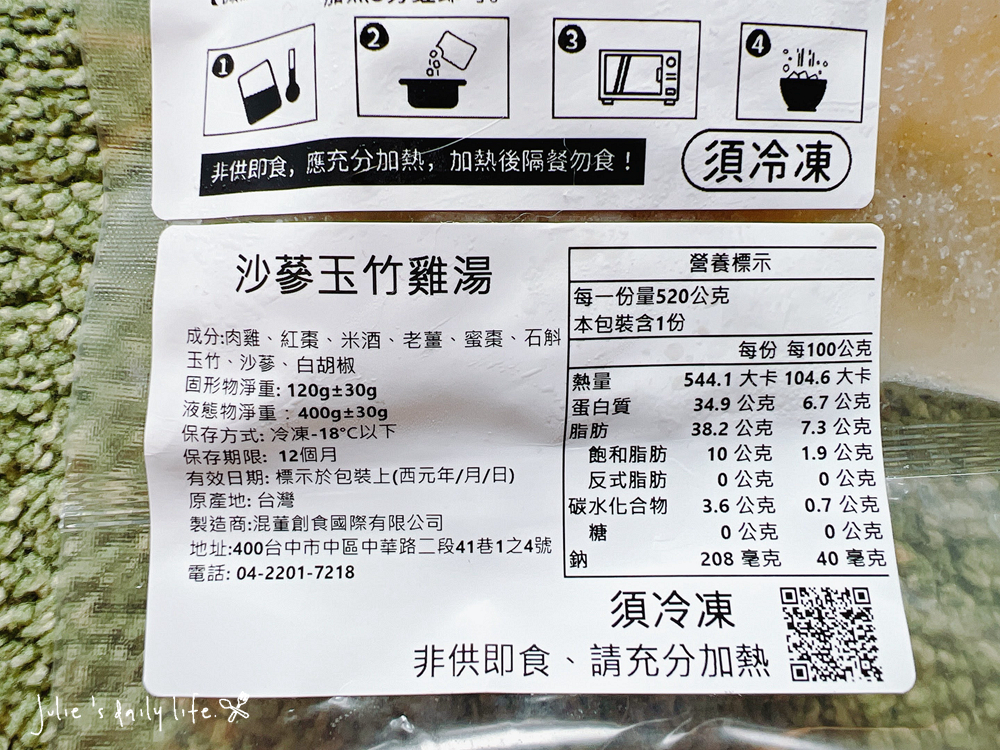 1
2
3
4
非供即食，應充分加熱，加熱後隔餐勿食！
須冷凍
沙蔘玉竹雞湯
成分:肉雞、紅棗、米酒、老薑、蜜棗、石斛
玉竹、沙蔘、白胡椒
固形物淨重: 120g±30g
液態物淨重：400g±30g
保存方式: 冷凍-18°C以下
保存期限: 12個月
有效日期: 標示於包裝上(西元年/月/日)
原產地: 台灣
製造商:混董創食國際有限公司
地址:400台中市中區中華路二段41巷1之4號
電話: 04-2201-7218
營養標示
每一份量520公克
本包裝含1份
每份 每100公克
熱量 544.1 大卡 104.6 大卡
蛋白質 34.9 公克 6.7 公克
脂肪 38.2 公克 7.3 公克
飽和脂肪 10 公克 1.9 公克
反式脂肪 0 公克 0 公克
碳水化合物 3.6 公克 0.7 公克
糖 0 公克 0 公克
鈉 208 毫克 40 毫克
須冷凍
非供即食、請充分加熱
Julie's daily life.